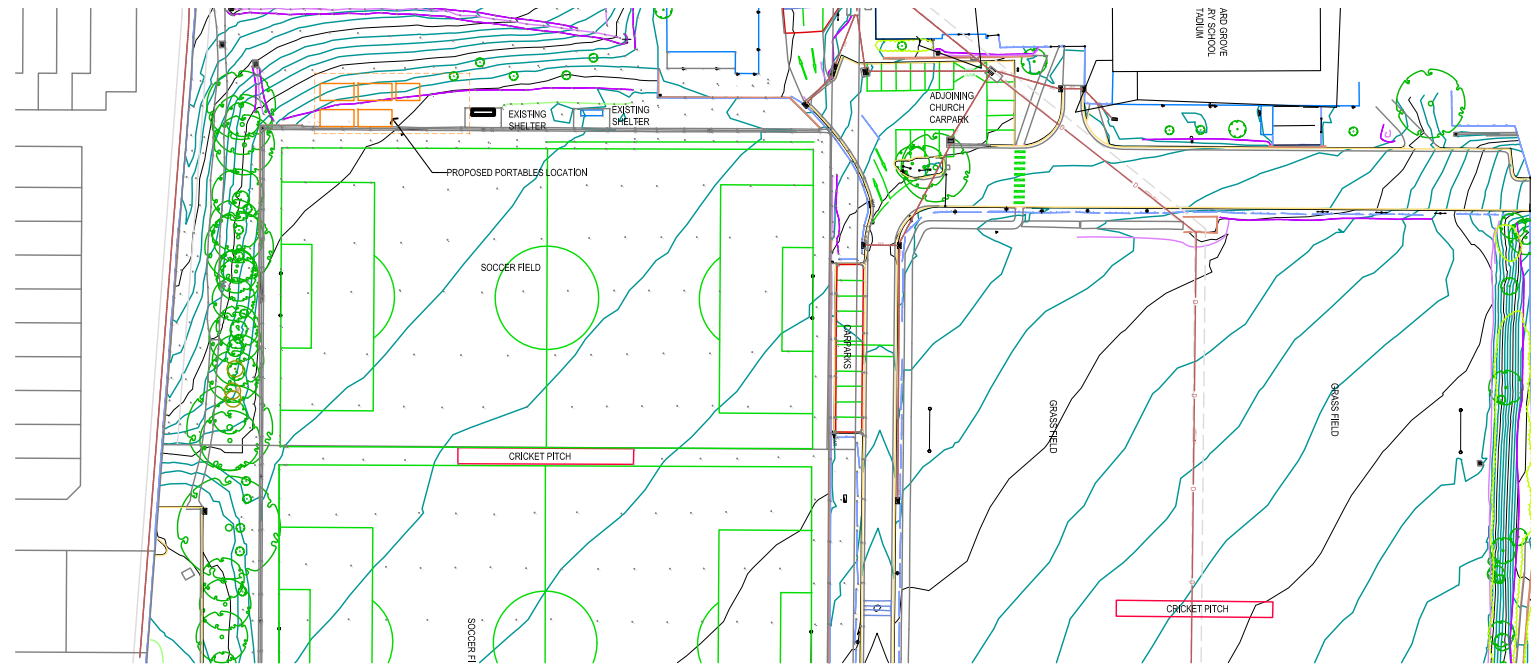 ARD GROVE
RY SCHOOL
TADIUM
ADJOINING
CHURCH
CARPARK
EXISTING
SHELTER
EXISTING
SHELTER
PROPOSED PORTABLES LOCATION
SOCCER FIELD
CARPARKS
GRASS FIELD
GRASS FIELD
CRICKET PITCH
CRICKET PITCH
SOCCER FI